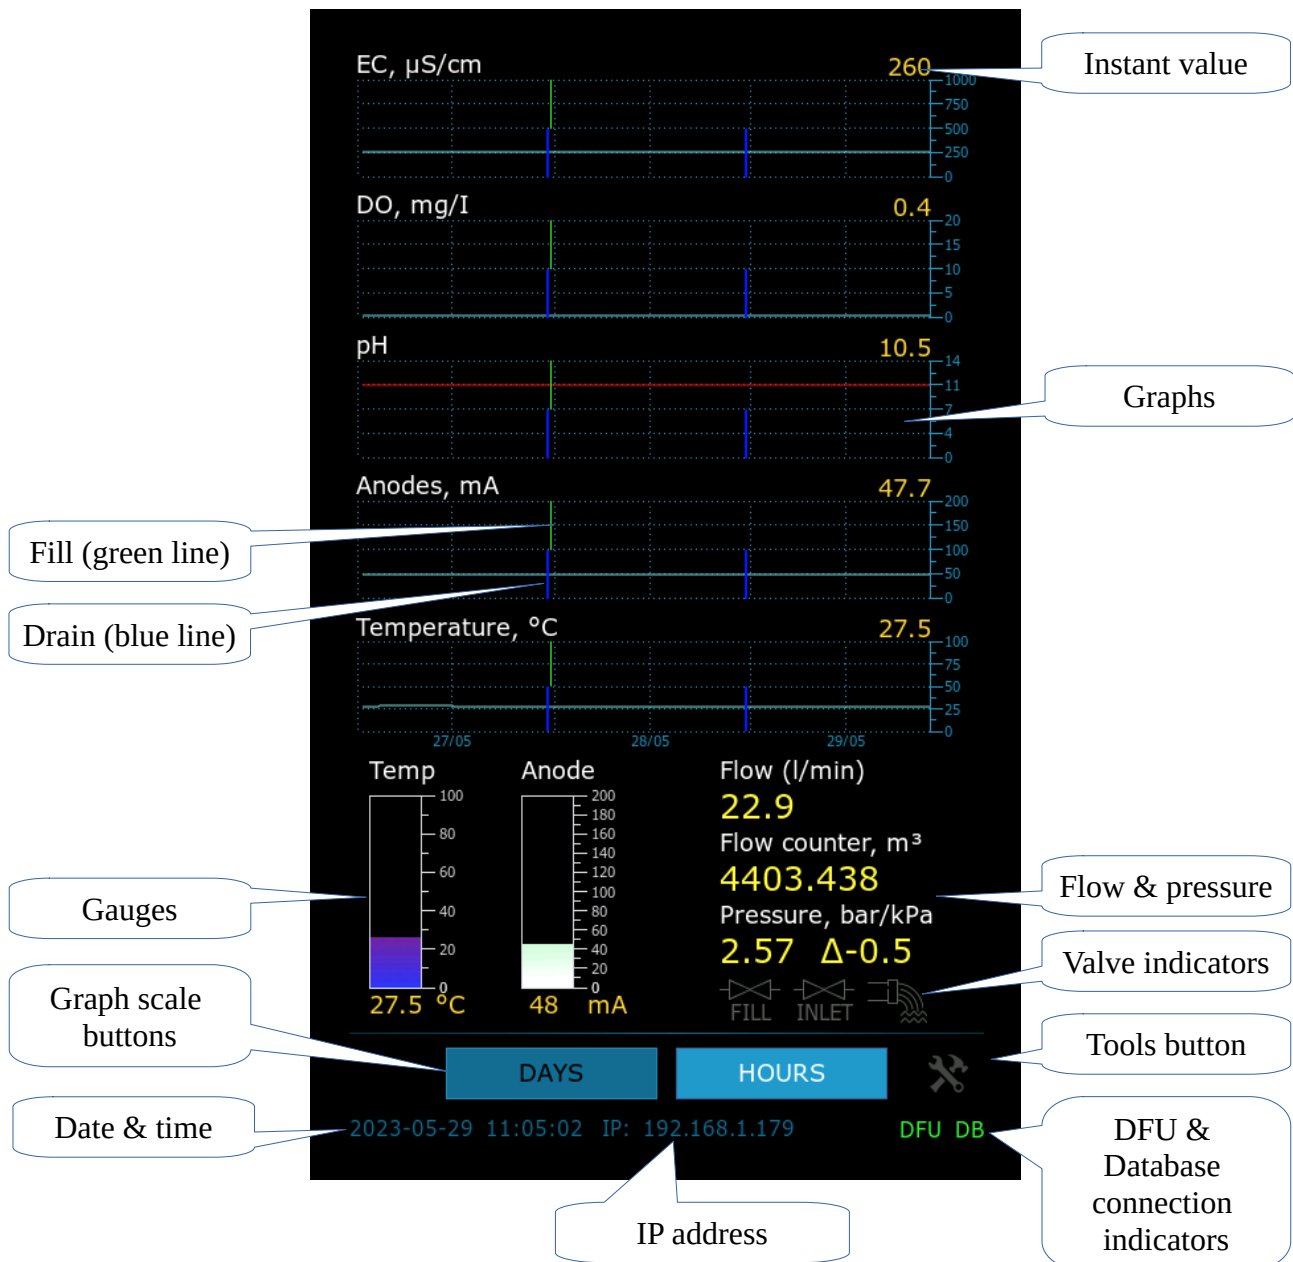 EC, µS/cm
260
1000
750
500
250
0
Instant value
DO, mg/I
0.4
20
15
10
5
0
pH
10.5
14
11
7
4
0
Graphs
Anodes, mA
47.7
200
150
100
50
0
Fill (green line)
Drain (blue line)
Temperature, °C
27.5
100
75
50
25
0
27/05 28/05 29/05
Temp
100
80
60
40
20
0
27.5 °C
Anode
200
180
160
140
120
100
80
60
40
20
0
48 mA
Flow (l/min)
22.9
Flow counter, m³
4403.438
Pressure, bar/kPa
2.57 Δ-0.5
FILL INLET
Gauges
Flow & pressure
Valve indicators
Graph scale
buttons
DAYS HOURS
Tools button
Date & time
2023-05-29 11:05:02 IP: 192.168.1.179
DFU DB
DFU &
Database
connection
indicators
IP address